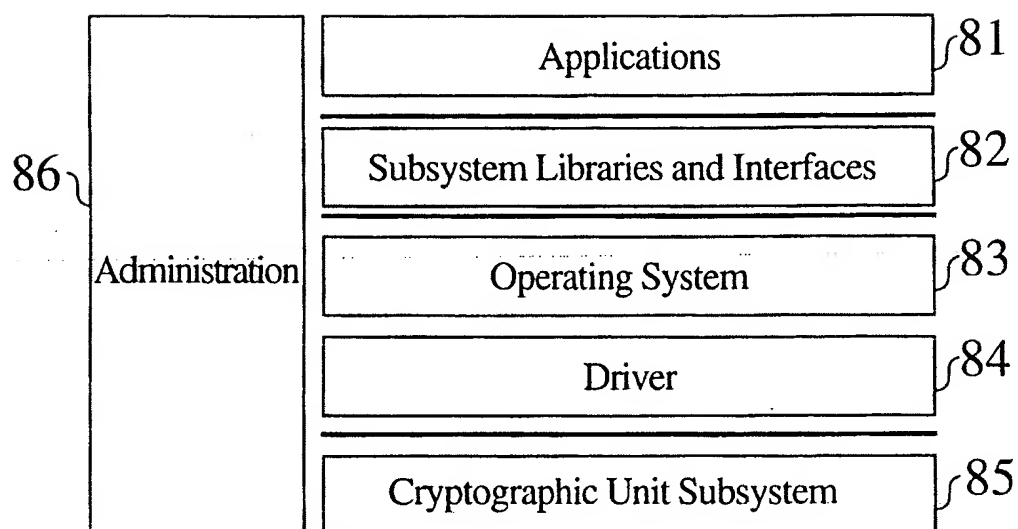 Applications 81
Subsystem Libraries and Interfaces 82
86
Administration
Operating System 83
Driver 84
Cryptographic Unit Subsystem 85